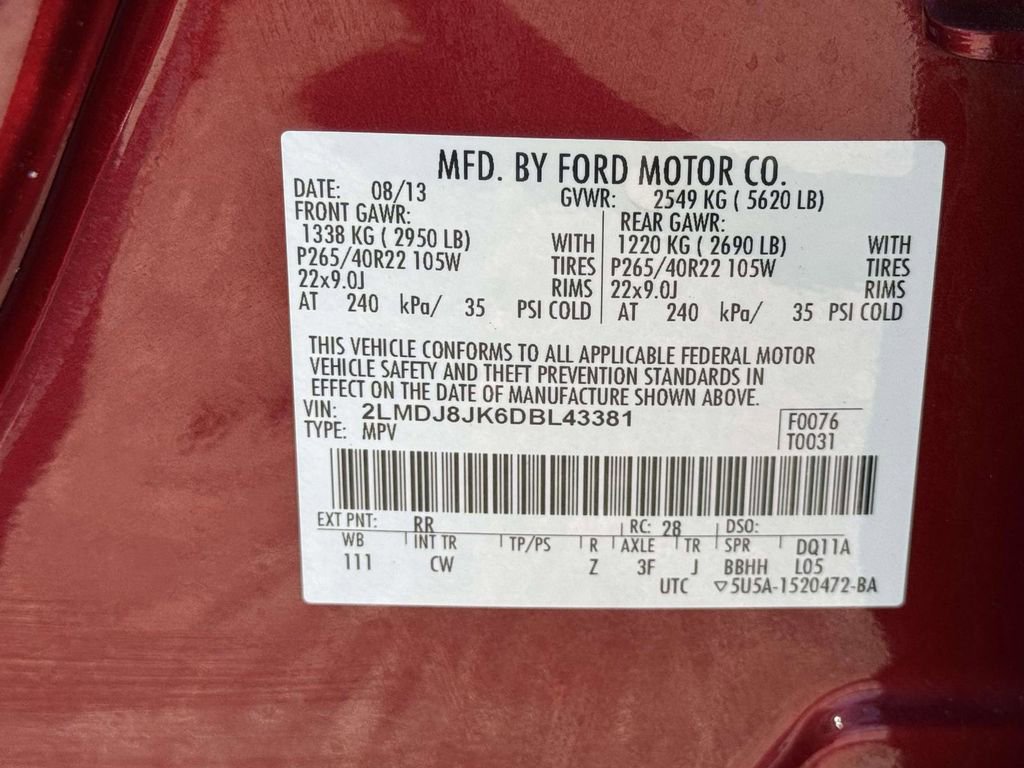 MFD. BY FORD MOTOR CO.
DATE: 08/13 GVWR: 2549 KG ( 5620 LB)
FRONT GAWR: REAR GAWR:
1338 KG ( 2950 LB) WITH 1220 KG ( 2690 LB) WITH
P265/40R22 105W TIRES P265/40R22 105W TIRES
22x9.0J RIMS 22x9.0J RIMS
AT 240 kPa/ 35 PSI COLD AT 240 kPa/ 35 PSI COLD
THIS VEHICLE CONFORMS TO ALL APPLICABLE FEDERAL MOTOR
VEHICLE SAFETY AND THEFT PREVENTION STANDARDS IN
EFFECT ON THE DATE OF MANUFACTURE SHOWN ABOVE.
VIN: 2LMDJ8JK6DBL43381 F0076
TYPE: MPV T0031
EXT PNT: RR RC: 28 DSO:
WB INT TR TP/PS R AXLE TR SPR DQ11A
111 CW Z 3F J BBHH L05
UTC ▽5U5A-1520472-BA